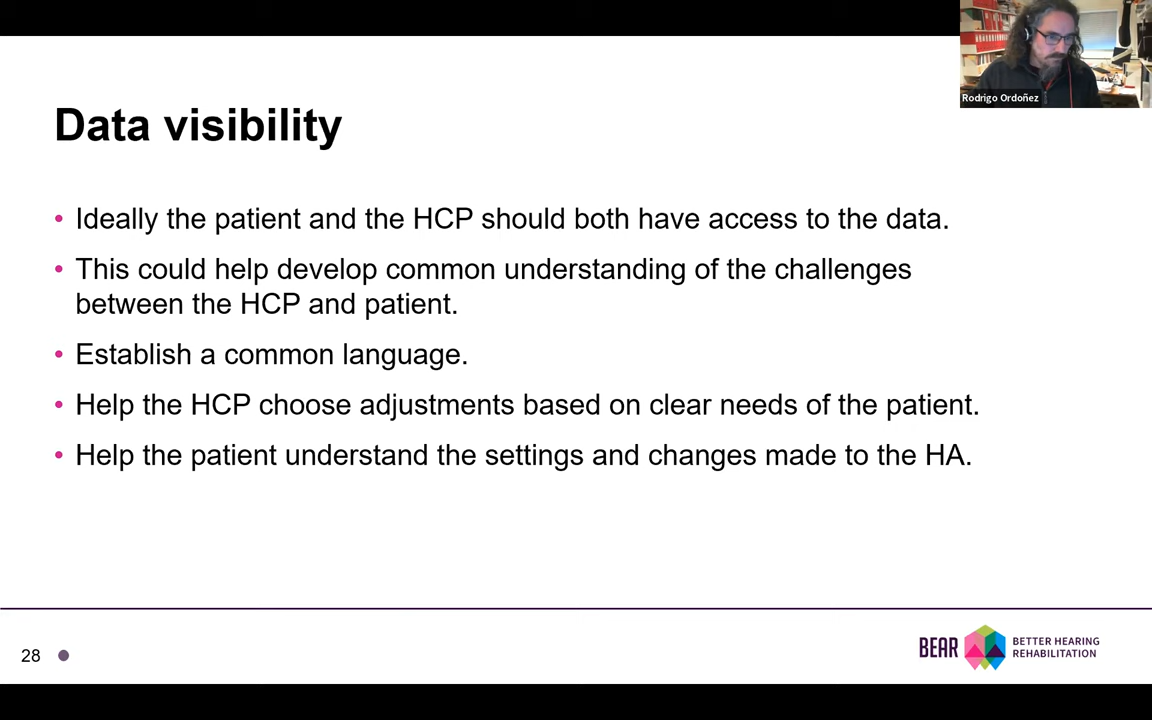 Rodrigo Ordoñez
Data visibility
• Ideally the patient and the HCP should both have access to the data.
• This could help develop common understanding of the challenges
between the HCP and patient.
• Establish a common language.
• Help the HCP choose adjustments based on clear needs of the patient.
• Help the patient understand the settings and changes made to the HA.
28
BEAR
BETTER HEARING
REHABILITATION